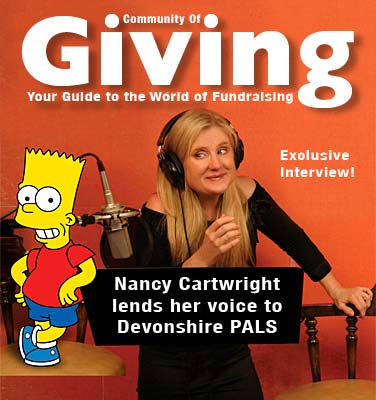 Community Of
Giving
Your Guide to the World of Fundraising
Exolusive
Interview!
Nancy Cartwright
lends her voice to
Devonshire PALS